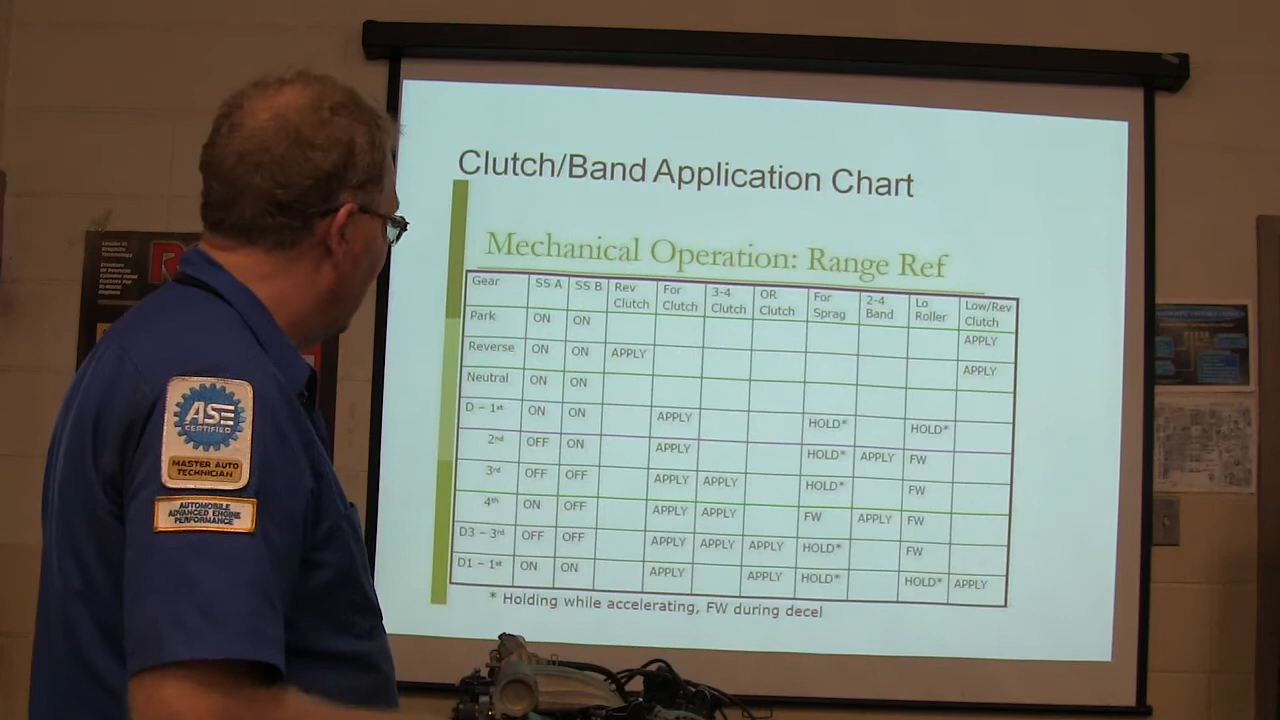 Clutch/Band Application Chart
Mechanical Operation: Range Ref
Gear SS A SS B Rev Clutch For Clutch 3-4 Clutch OR Clutch For Sprag 2-4 Band Lo Roller Low/Rev Clutch
Park ON ON APPLY
Reverse ON ON APPLY APPLY
Neutral ON ON
D – 1st ON ON APPLY HOLD* HOLD*
2nd OFF ON APPLY HOLD* APPLY FW
3rd OFF OFF APPLY APPLY HOLD* FW
4th ON OFF APPLY APPLY FW APPLY FW
D3 – 3rd OFF OFF APPLY APPLY APPLY HOLD* FW
D1 – 1st ON ON APPLY APPLY HOLD* HOLD* APPLY
* Holding while accelerating, FW during decel
ASE
CERTIFIED
MASTER AUTO
TECHNICIAN
AUTOMOBILE
ADVANCED ENGINE
PERFORMANCE
R